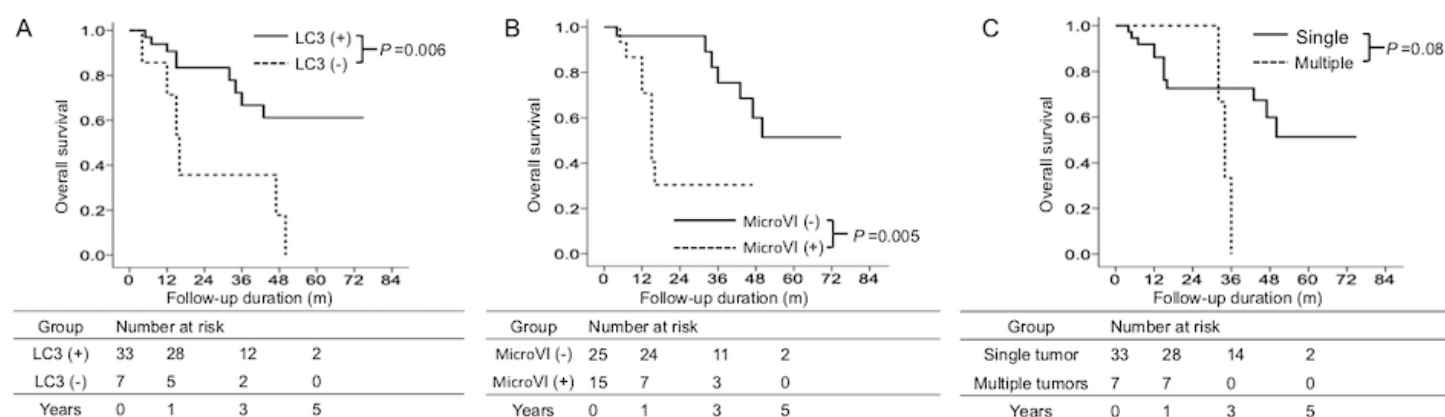 A
1.0
0.8
0.6
0.4
0.2
0.0
Overall survival
LC3 (+)
LC3 (-)
P=0.006
0 12 24 36 48 60 72 84
Follow-up duration (m)
Group Number at risk
LC3 (+) 33 28 12 2
LC3 (-) 7 5 2 0
Years 0 1 3 5
B
1.0
0.8
0.6
0.4
0.2
0.0
Overall survival
MicroVI (-)
MicroVI (+)
P=0.005
0 12 24 36 48 60 72 84
Follow-up duration (m)
Group Number at risk
MicroVI (-) 25 24 11 2
MicroVI (+) 15 7 3 0
Years 0 1 3 5
C
1.0
0.8
0.6
0.4
0.2
0.0
Overall survival
Single
Multiple
P=0.08
0 12 24 36 48 60 72 84
Follow-up duration (m)
Group Number at risk
Single tumor 33 28 14 2
Multiple tumors 7 7 0 0
Years 0 1 3 5